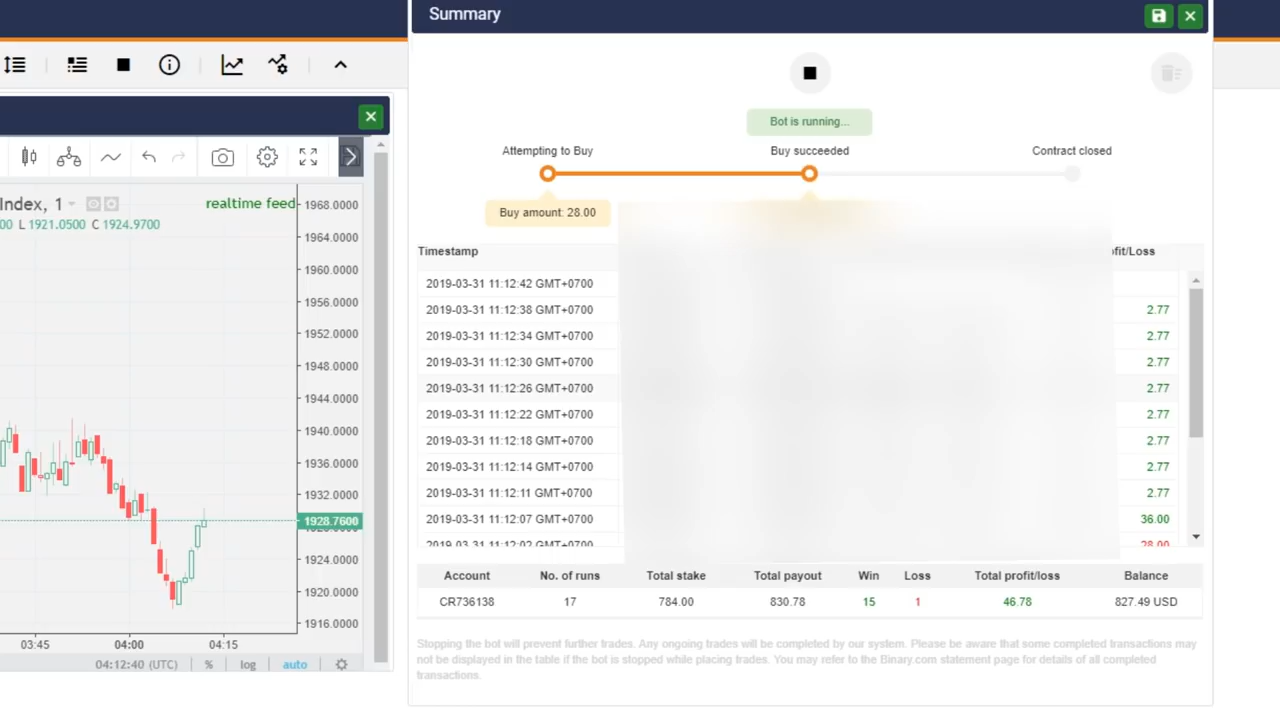 Summary
Bot is running...
Attempting to Buy Buy succeeded Contract closed
Buy amount: 28.00
Index, 1 realtime feed
00 L 1921.0500 C 1924.9700
1968.0000
1964.0000
1960.0000
1956.0000
1952.0000
1948.0000
1944.0000
1940.0000
1936.0000
1932.0000
1928.7600
1924.0000
1920.0000
1916.0000
03:45 04:00 04:15
04:12:40 (UTC) % log auto
Timestamp ofit/Loss
2019-03-31 11:12:42 GMT+0700
2019-03-31 11:12:38 GMT+0700 2.77
2019-03-31 11:12:34 GMT+0700 2.77
2019-03-31 11:12:30 GMT+0700 2.77
2019-03-31 11:12:26 GMT+0700 2.77
2019-03-31 11:12:22 GMT+0700 2.77
2019-03-31 11:12:18 GMT+0700 2.77
2019-03-31 11:12:14 GMT+0700 2.77
2019-03-31 11:12:11 GMT+0700 2.77
2019-03-31 11:12:07 GMT+0700 36.00
2019-03-31 11:12:02 GMT+0700 28.00
Account No. of runs Total stake Total payout Win Loss Total profit/loss Balance
CR736138 17 784.00 830.78 15 1 46.78 827.49 USD
Stopping the bot will prevent further trades. Any ongoing trades will be completed by our system. Please be aware that some completed transactions may
not be displayed in the table if the bot is stopped while placing trades. You may refer to the Binary.com statement page for details of all completed
transactions.